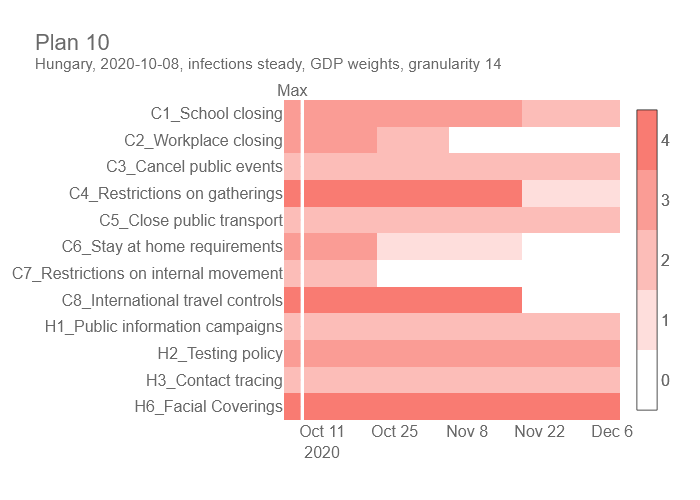 Plan 10
Hungary, 2020-10-08, infections steady, GDP weights, granularity 14
Max
C1_School closing
C2_Workplace closing
C3_Cancel public events
C4_Restrictions on gatherings
C5_Close public transport
C6_Stay at home requirements
C7_Restrictions on internal movement
C8_International travel controls
H1_Public information campaigns
H2_Testing policy
H3_Contact tracing
H6_Facial Coverings
4
3
2
1
0
Oct 11 Oct 25 Nov 8 Nov 22 Dec 6
2020